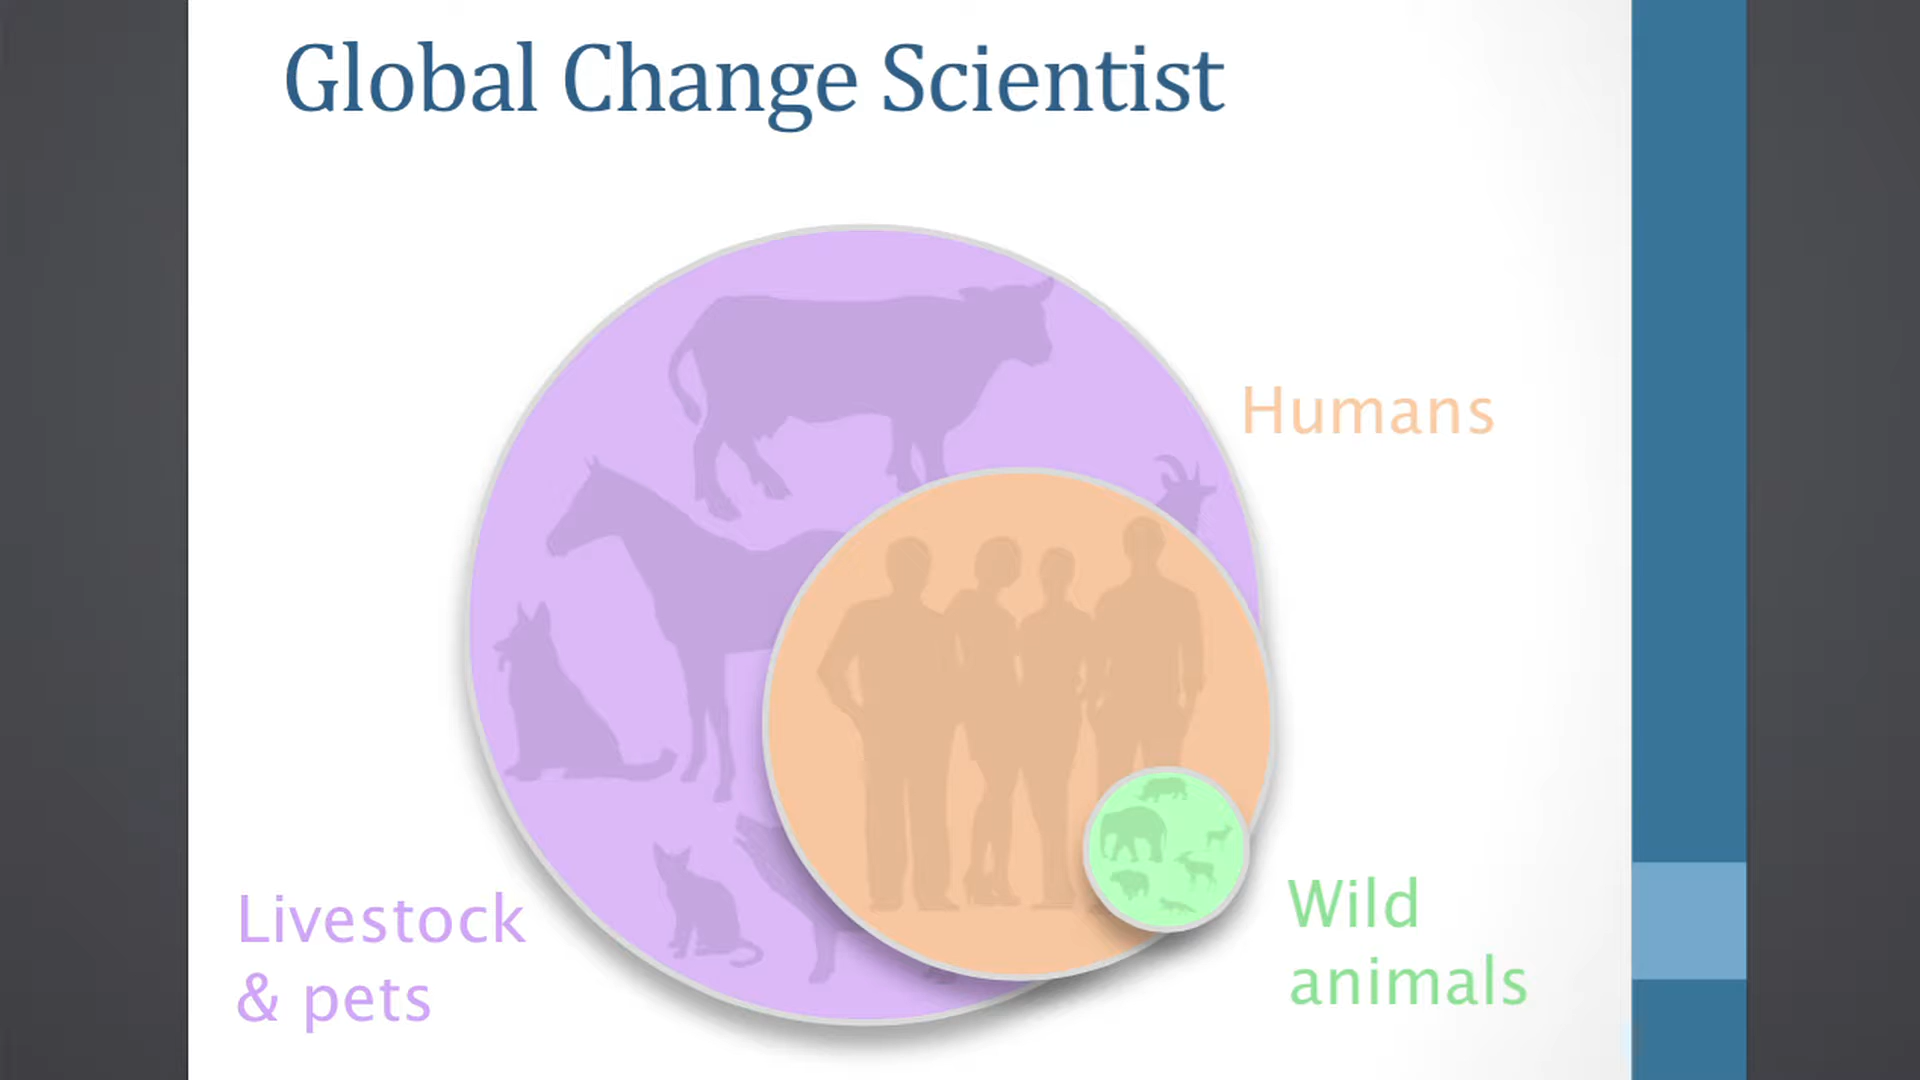 Global Change Scientist
Humans
Livestock
& pets
Wild
animals